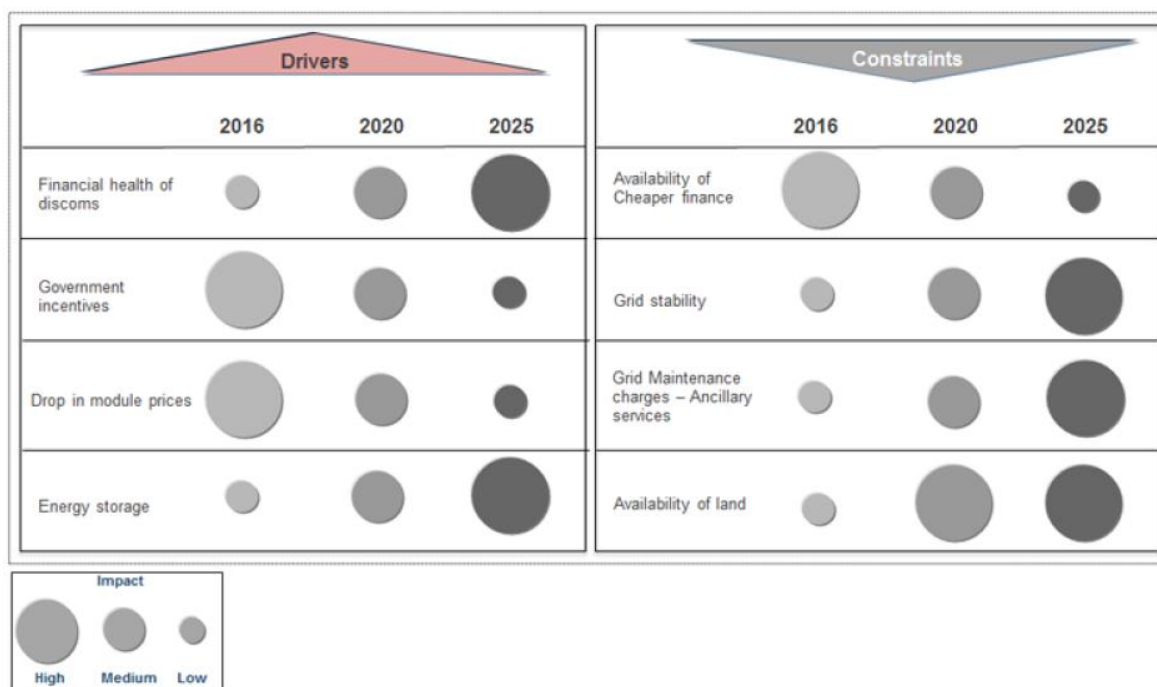 Drivers
2016 2020 2025
Financial health of
discoms
Government
incentives
Drop in module prices
Energy storage
Constraints
2016 2020 2025
Availability of
Cheaper finance
Grid stability
Grid Maintenance
charges – Ancillary
services
Availability of land
Impact
High Medium Low